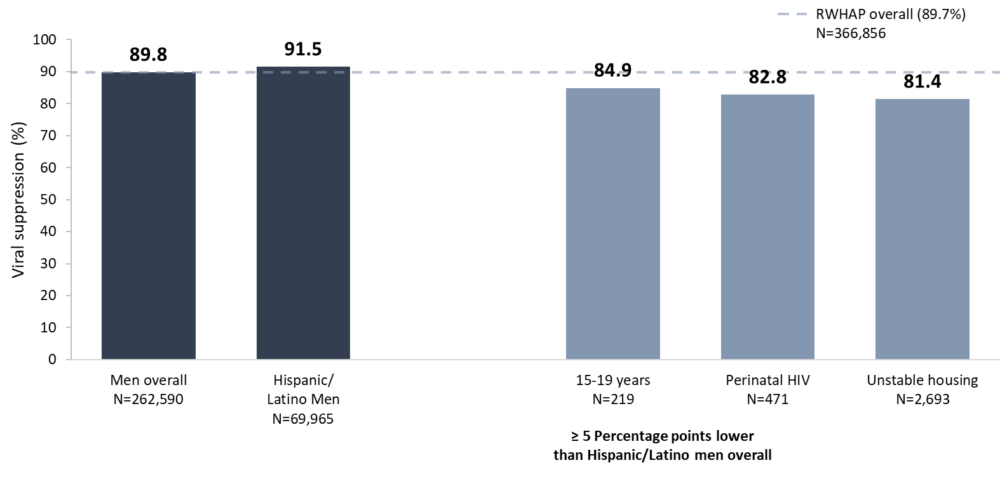 RWHAP overall (89.7%)
N=366,856
Viral suppression (%)
100
90
80
70
60
50
40
30
20
10
0
89.8
91.5
84.9
82.8
81.4
Men overall
N=262,590
Hispanic/
Latino Men
N=69,965
15-19 years
N=219
Perinatal HIV
N=471
Unstable housing
N=2,693
≥ 5 Percentage points lower
than Hispanic/Latino men overall